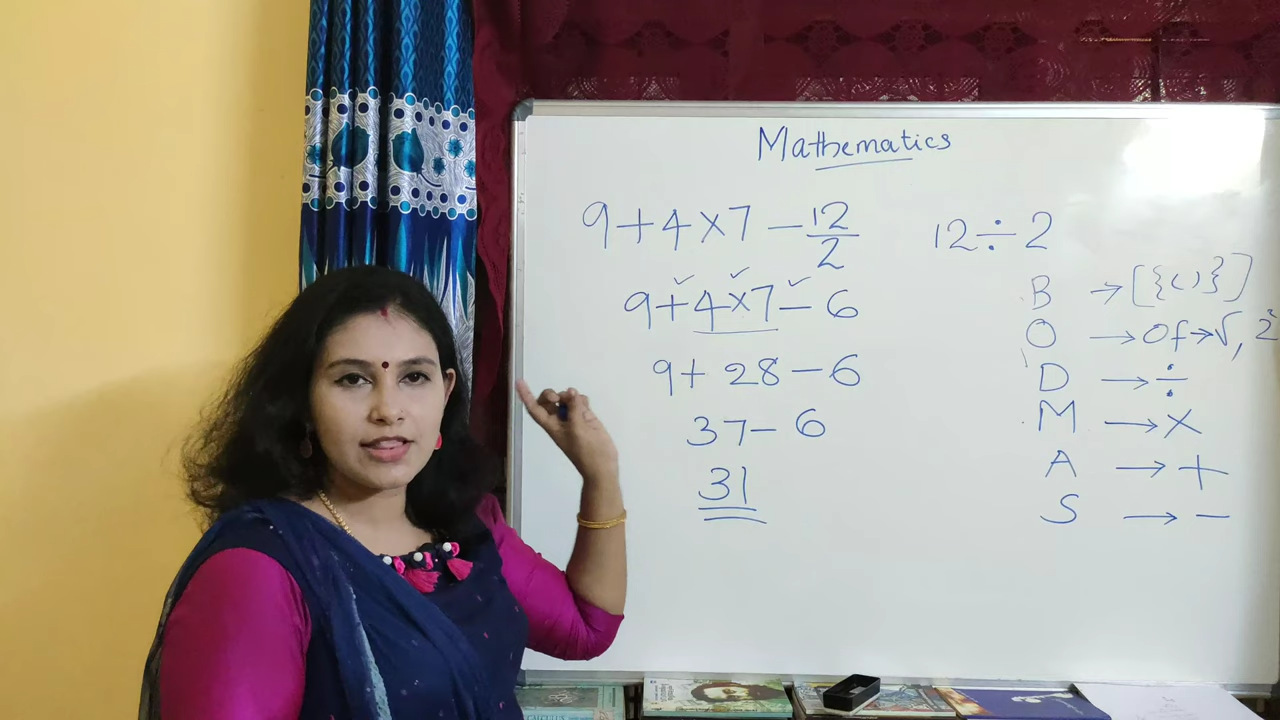 Mathematics
9+4×7-12/2
12÷2
9+4×7-6
9+28-6
37-6
31
B → [{()}]
O → Of→√, 2²
D → ÷
M → ×
A → +
S → -
CALCULUS